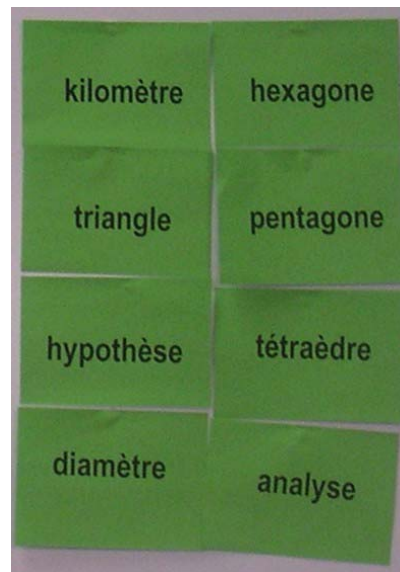 kilomètre
hexagone
triangle
pentagone
hypothèse
tétraèdre
diamètre
analyse